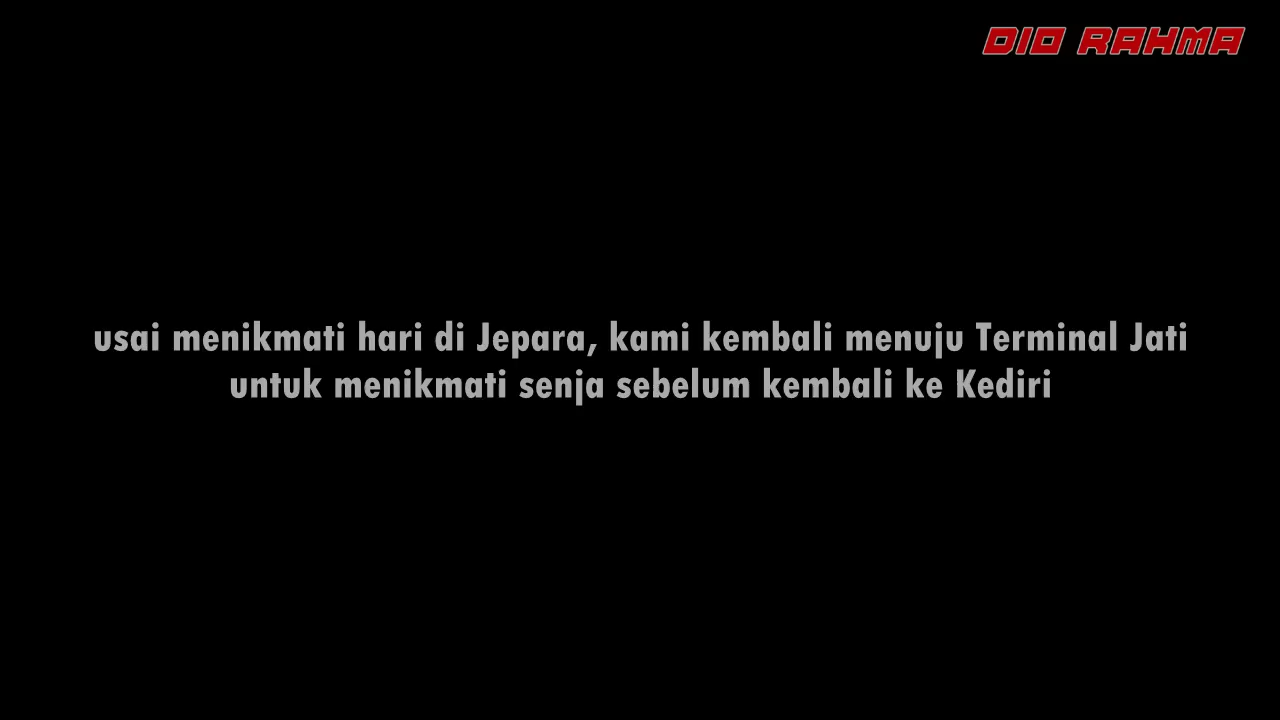 DIO RAHMA
usai menikmati hari di Jepara, kami kembali menuju Terminal Jati
untuk menikmati senja sebelum kembali ke Kediri